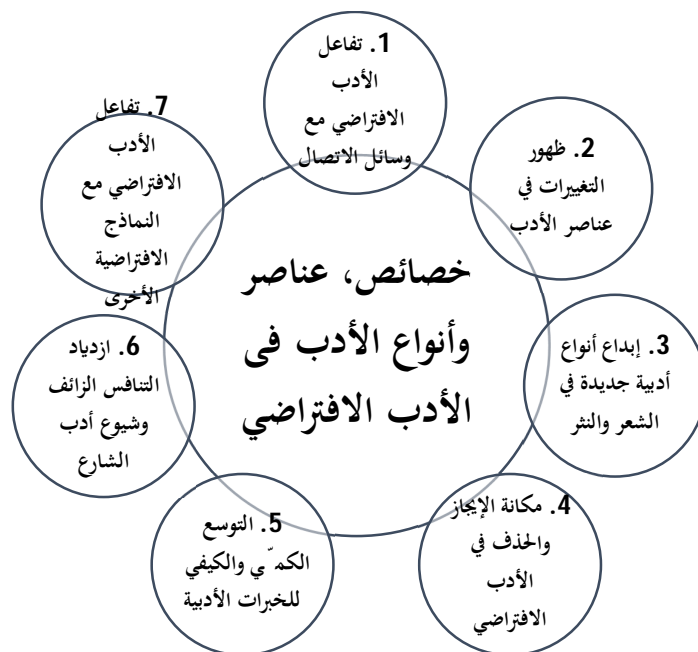 خصائص، عناصر
وأنواع الأدب فى
الأدب الافتراضي
1. تفاعل
الأدب
الافتراضي مع
وسائل الاتصال
2. ظهور
التغييرات في
عناصر الأدب
3. إبداع أنواع
أدبية جديدة في
الشعر والنثر
4. مكانة الإيجاز
والحذف في
الأدب
الافتراضي
5. التوسع
الكمّي والكيفي
للخبرات الأدبية
6. ازدياد
التنافس الزائف
وشيوع أدب
الشارع
7. تفاعل
الأدب
الافتراضي مع
النماذج
الافتراضية
الأخرى